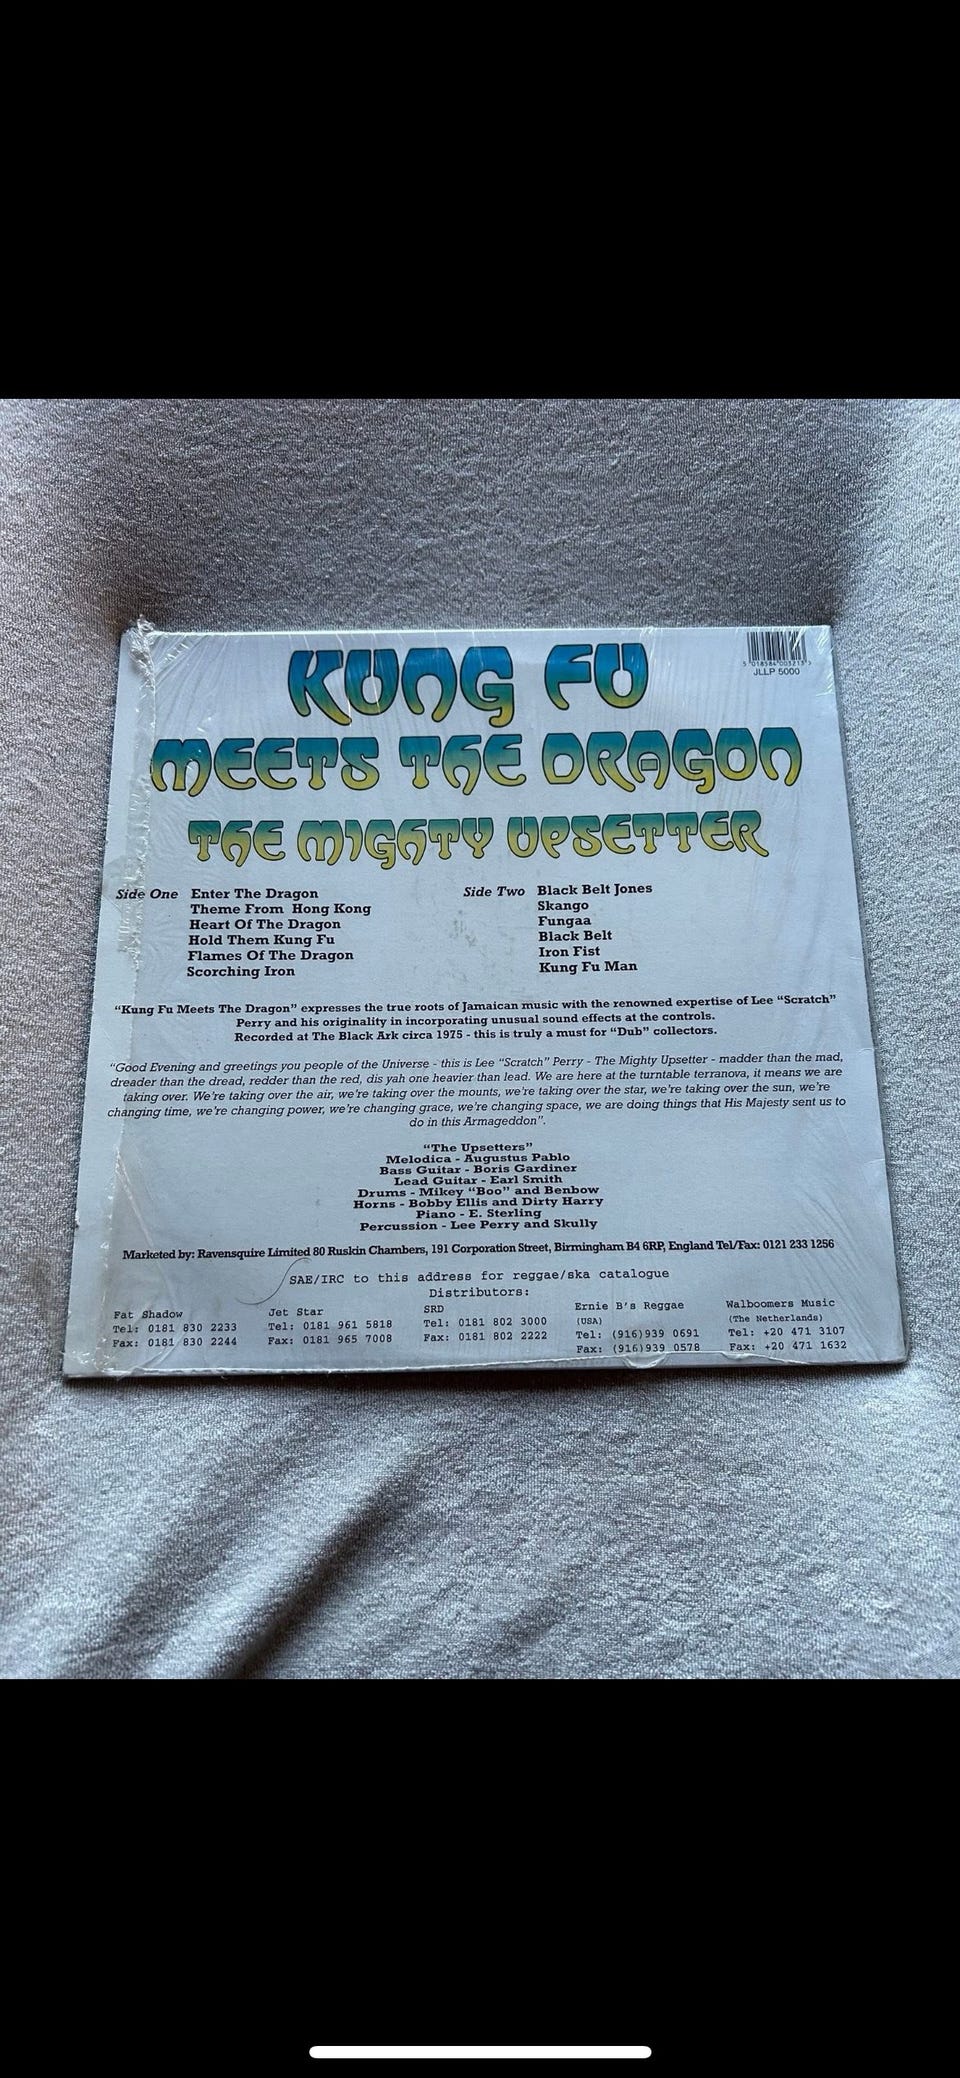 5 018584 003213
JLLP 5000
KUNG FU
MEETS THE DRAGON
THE MIGHTY UPSETTER
Side One Enter The Dragon
Theme From Hong Kong
Heart Of The Dragon
Hold Them Kung Fu
Flames Of The Dragon
Scorching Iron
Side Two Black Belt Jones
Skango
Fungaa
Black Belt
Iron Fist
Kung Fu Man
"Kung Fu Meets The Dragon" expresses the true roots of Jamaican music with the renowned expertise of Lee "Scratch"
Perry and his originality in incorporating unusual sound effects at the controls.
Recorded at The Black Ark circa 1975 - this is truly a must for "Dub" collectors.
"Good Evening and greetings you people of the Universe - this is Lee "Scratch" Perry - The Mighty Upsetter - madder than the mad,
dreader than the dread, redder than the red, dis yah one heavier than lead. We are here at the turntable terranova, it means we are
taking over. We're taking over the air, we're taking over the mounts, we're taking over the star, we're taking over the sun, we're
changing time, we're changing power, we're changing grace, we're changing space, we are doing things that His Majesty sent us to
do in this Armageddon".
"The Upsetters"
Melodica - Augustus Pablo
Bass Guitar - Boris Gardiner
Lead Guitar - Earl Smith
Drums - Mikey "Boo" and Benbow
Horns - Bobby Ellis and Dirty Harry
Piano - E. Sterling
Percussion - Lee Perry and Skully
Marketed by: Ravensquire Limited 80 Ruskin Chambers, 191 Corporation Street, Birmingham B4 6RP, England Tel/Fax: 0121 233 1256
SAE/IRC to this address for reggae/ska catalogue
Distributors:
Fat Shadow
Tel: 0181 830 2233
Fax: 0181 830 2244
Jet Star
Tel: 0181 961 5818
Fax: 0181 965 7008
SRD
Tel: 0181 802 3000
Fax: 0181 802 2222
Ernie B's Reggae
(USA)
Tel: (916)939 0691
Fax: (916)939 0578
Walboomers Music
(The Netherlands)
Tel: +20 471 3107
Fax: +20 471 1632